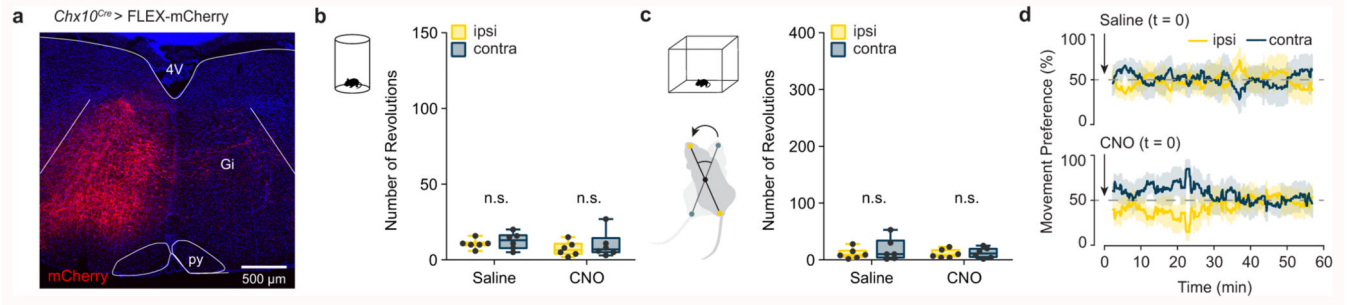 a
Chx10Cre > FLEX-mCherry
4V
Gi
py
mCherry
500 µm
b
Number of Revolutions
150
100
50
0
ipsi
contra
n.s.
n.s.
Saline
CNO
c
Number of Revolutions
400
300
200
100
0
ipsi
contra
n.s.
n.s.
Saline
CNO
d
Movement Preference (%)
Saline (t = 0)
100
50
0
ipsi
contra
CNO (t = 0)
100
50
0
0 10 20 30 40 50 60
Time (min)